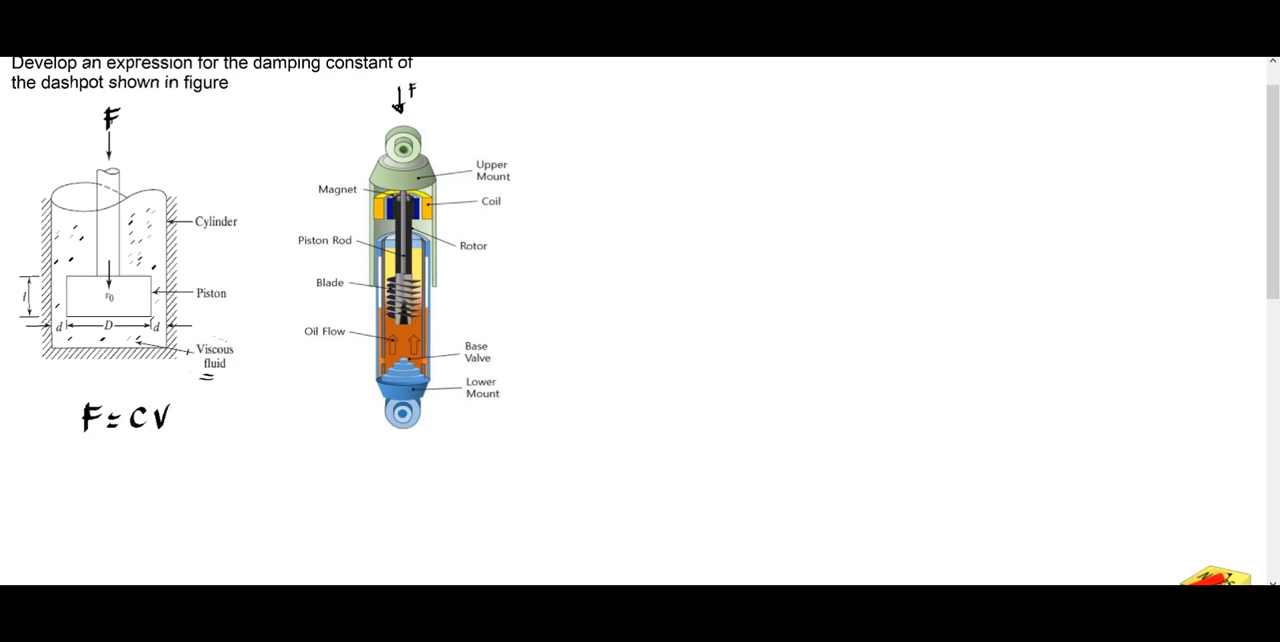 Develop an expression for the damping constant of
the dashpot shown in figure
F
F
Upper
Mount
Magnet
Coil
Cylinder
Piston Rod
Rotor
Blade
Piston
l
d
D
d
Oil Flow
Base
Valve
Viscous
fluid
Lower
Mount
F = CV